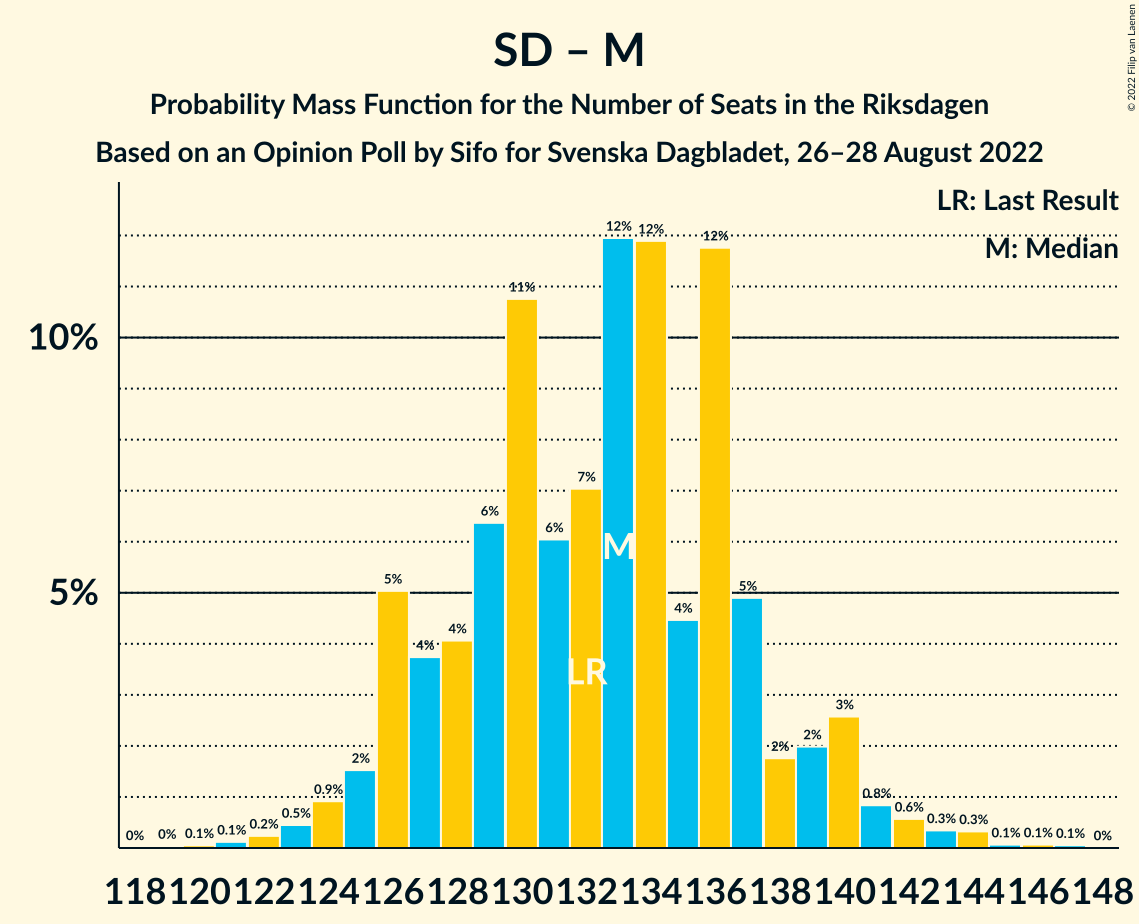 SD – M
Probability Mass Function for the Number of Seats in the Riksdagen
Based on an Opinion Poll by Sifo for Svenska Dagbladet, 26–28 August 2022
© 2022 Filip van Laenen
LR: Last Result
M: Median
10%
5%
0% 0% 0.1% 0.1% 0.2% 0.5% 0.9% 2% 5% 4% 4% 6% 11% 6% 7% 12% 12% 4% 12% 5% 2% 2% 3% 0.8% 0.6% 0.3% 0.3% 0.1% 0.1% 0.1% 0%
M
LR
118 120 122 124 126 128 130 132 134 136 138 140 142 144 146 148